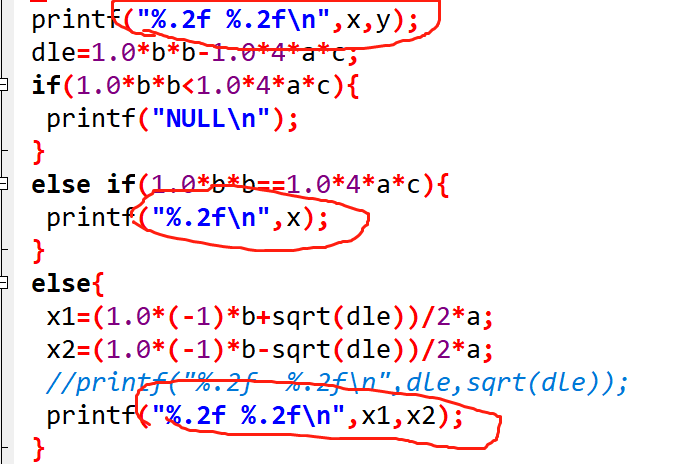 printf("%.2f %.2f\n",x,y);
dle=1.0*b*b-1.0*4*a*c;
if(1.0*b*b<1.0*4*a*c){
printf("NULL\n");
}
else if(1.0*b*b==1.0*4*a*c){
printf("%.2f\n",x);
}
else{
x1=(1.0*(-1)*b+sqrt(dle))/2*a;
x2=(1.0*(-1)*b-sqrt(dle))/2*a;
//printf("%.2f  %.2f\n",dle,sqrt(dle));
printf("%.2f %.2f\n",x1,x2);
}